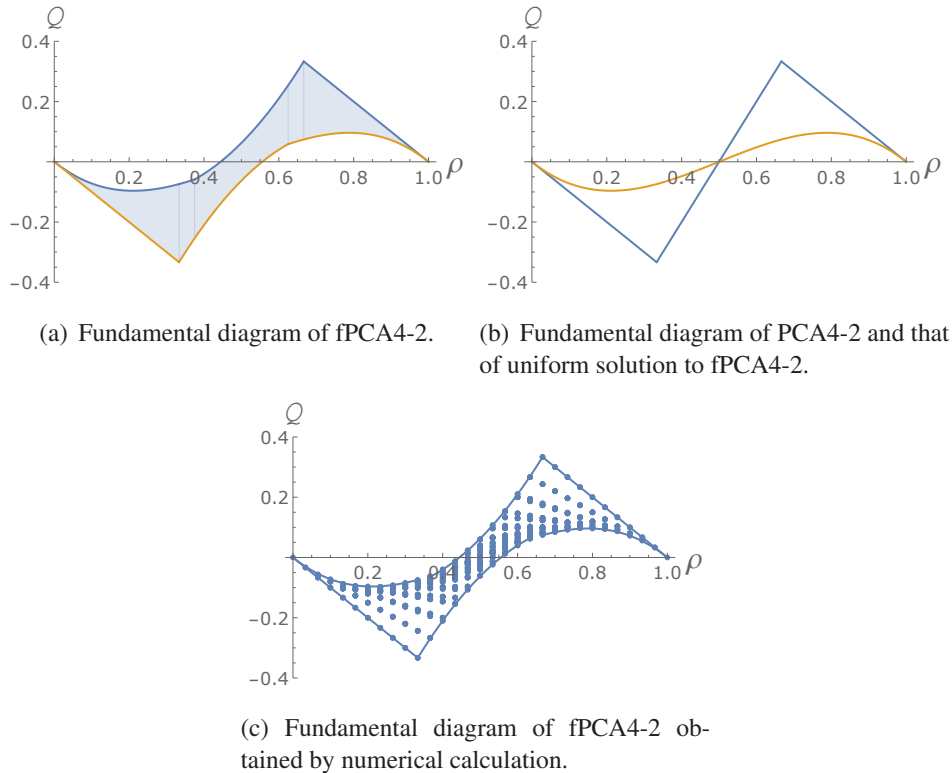 Q
0.4
0.2
0.2 0.4 0.6 0.8 1.0 ρ
−0.2
−0.4
(a) Fundamental diagram of fPCA4-2.
Q
0.4
0.2
0.2 0.4 0.6 0.8 1.0 ρ
−0.2
−0.4
(b) Fundamental diagram of PCA4-2 and that
of uniform solution to fPCA4-2.
Q
0.4
0.2
0.2 0.4 0.6 0.8 1.0 ρ
−0.2
−0.4
(c) Fundamental diagram of fPCA4-2 ob-
tained by numerical calculation.